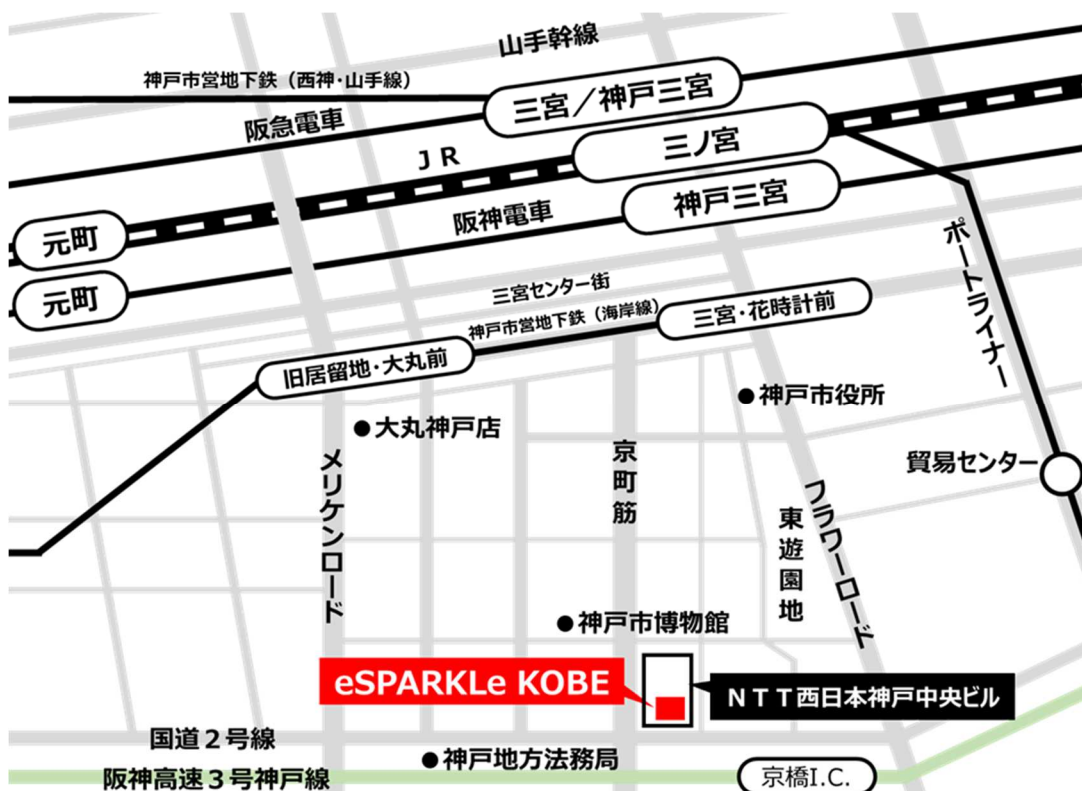 山手幹線
神戸市営地下鉄（西神・山手線）
三宮／神戸三宮
阪急電車
三ノ宮
ＪＲ
神戸三宮
阪神電車
元町
元町
ポートライナー
三宮センター街
神戸市営地下鉄（海岸線）
三宮・花時計前
旧居留地・大丸前
●神戸市役所
●大丸神戸店
メリケンロード
京町筋
貿易センター
フラワーロード
東遊園地
●神戸市博物館
eSPARKLe KOBE
ＮＴＴ西日本神戸中央ビル
国道２号線
●神戸地方法務局
阪神高速３号神戸線
京橋I.C.